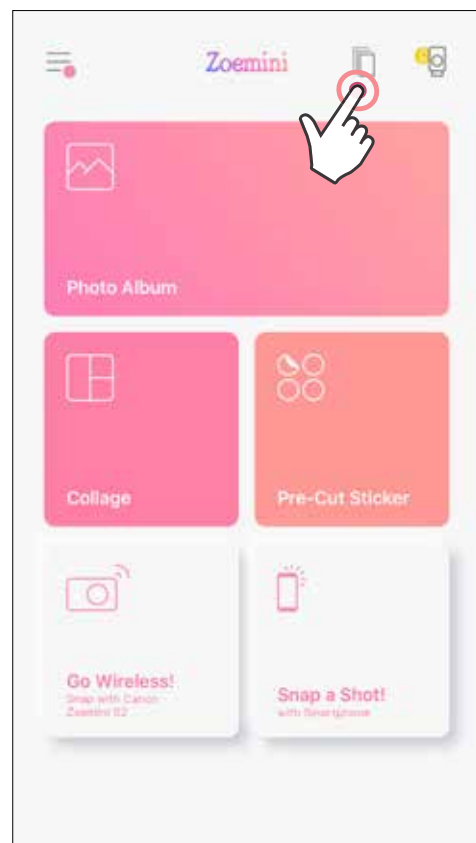 Zoemini
Photo Album
Collage
Pre-Cut Sticker
Go Wireless!
Snap with Canon
Zoemini S2
Snap a Shot!
with Smartphone